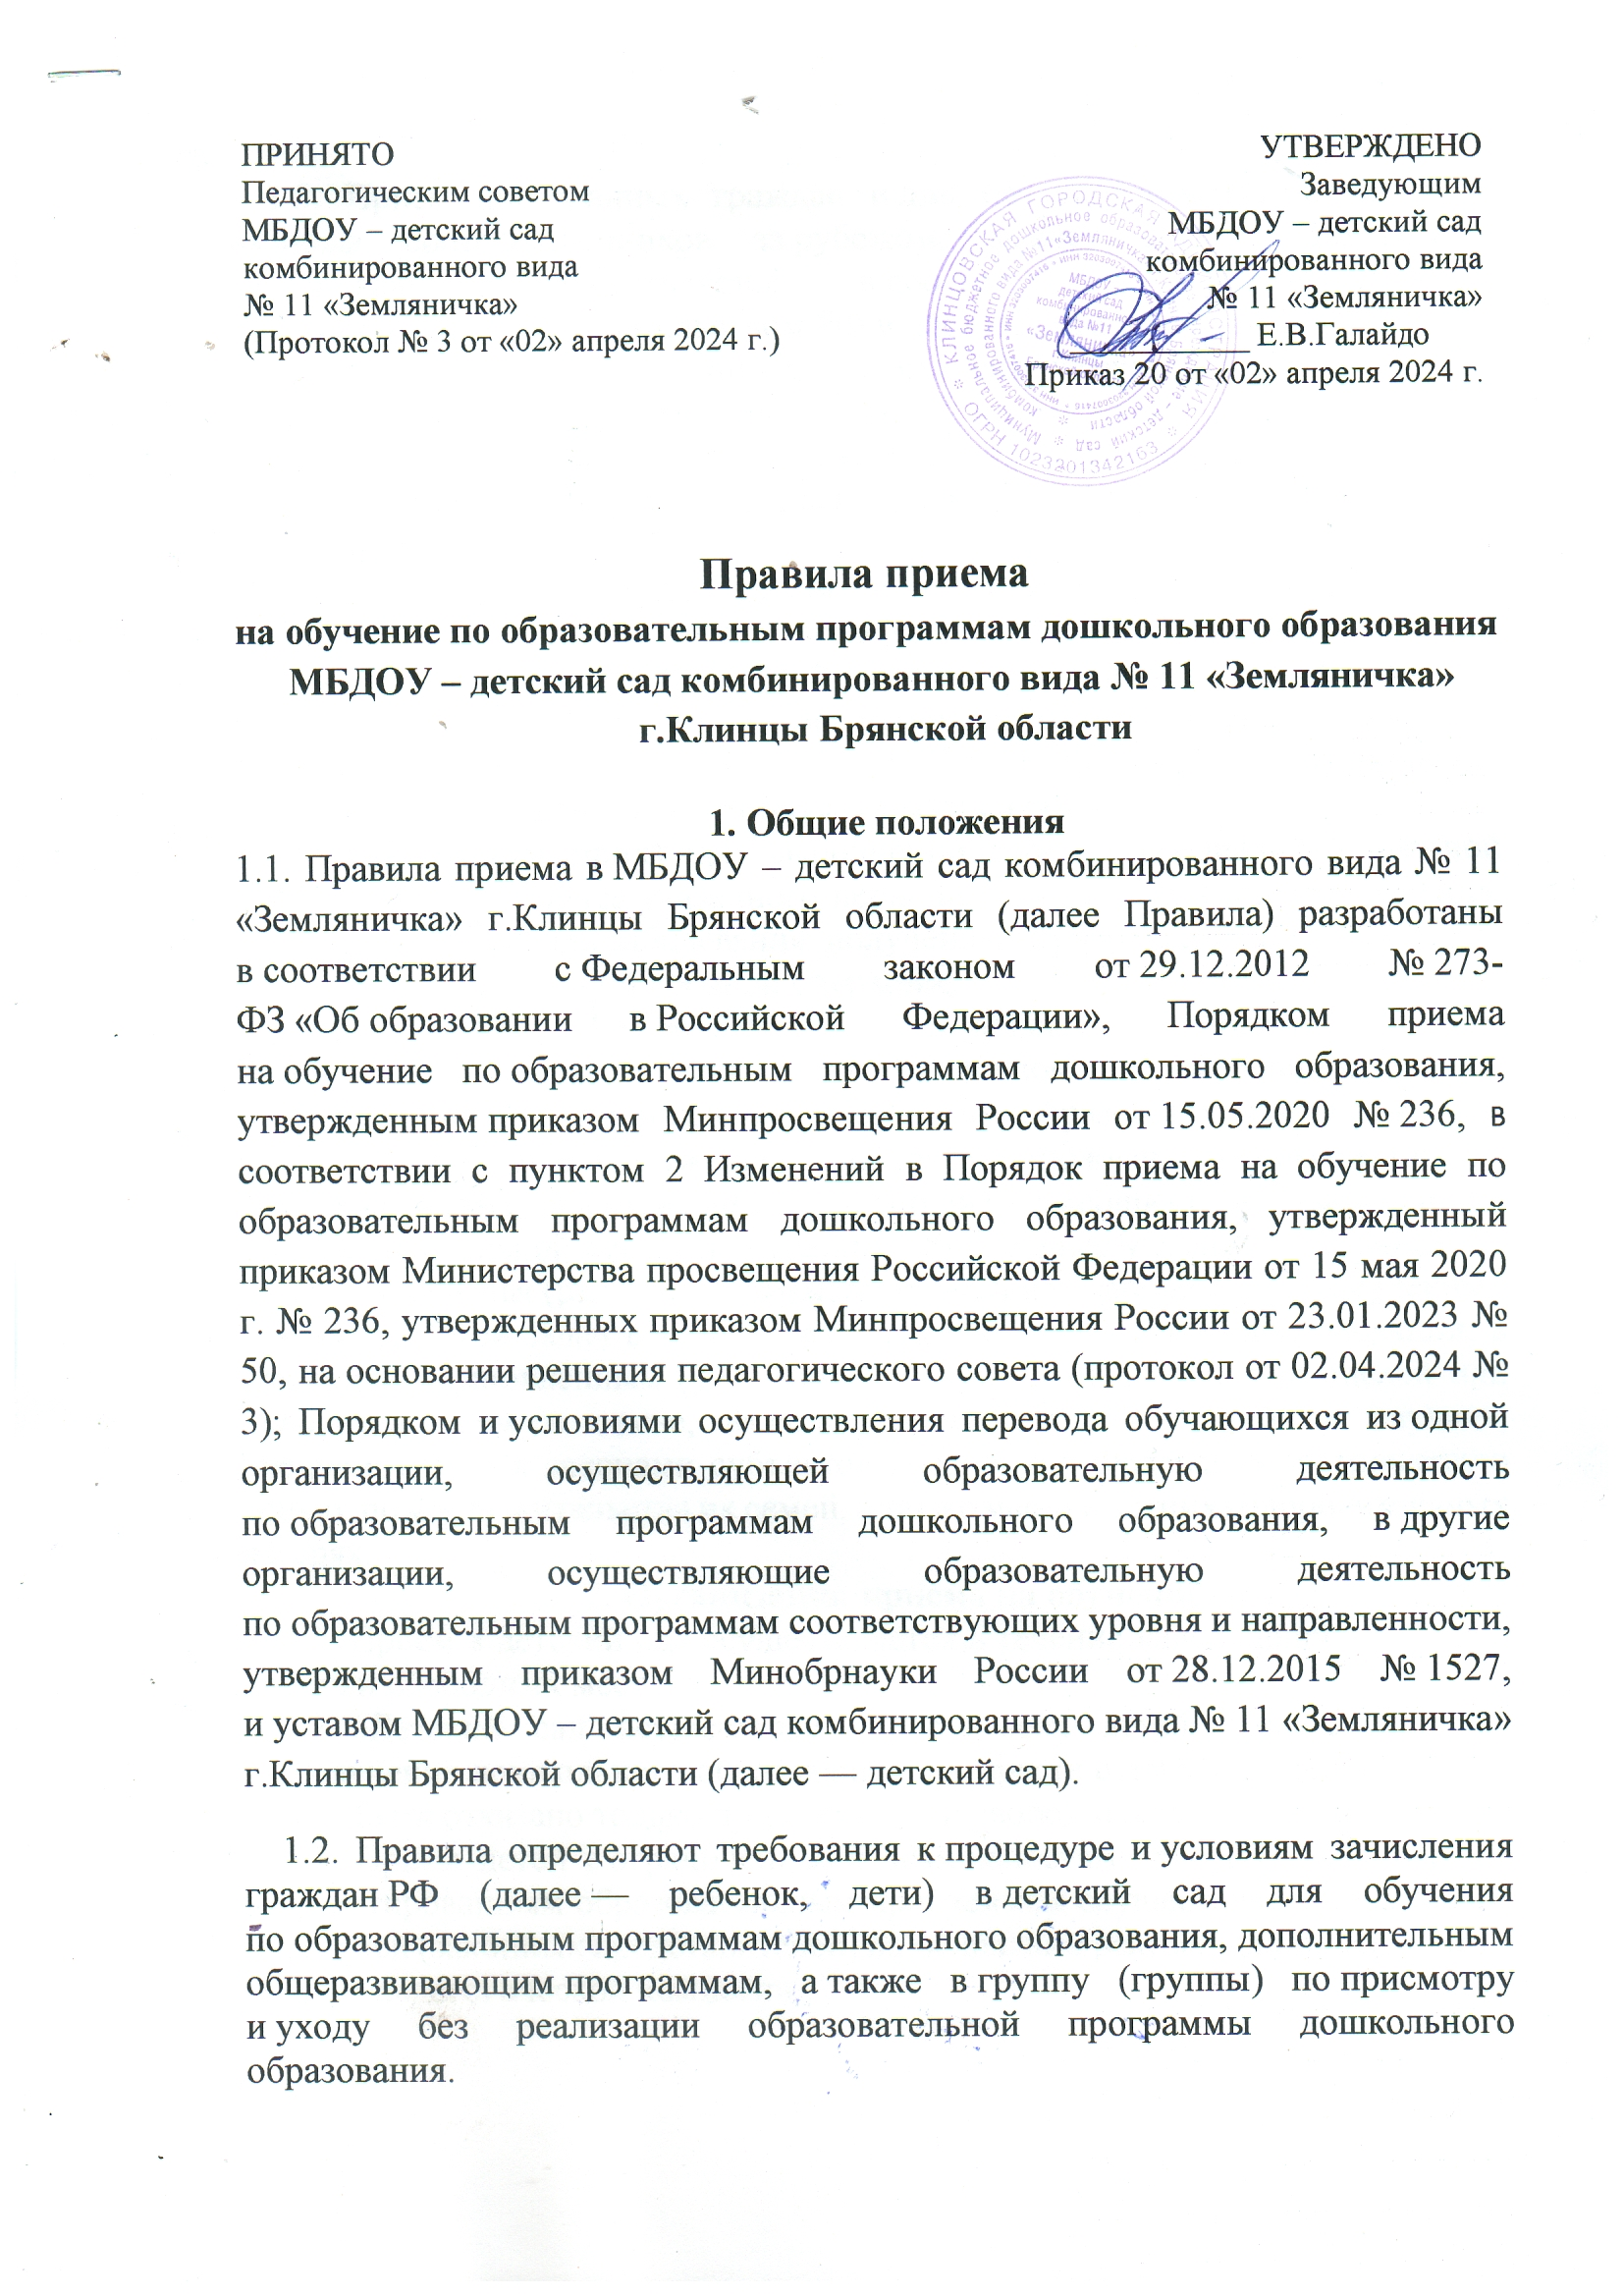 ПРИНЯТО
Педагогическим советом
МБДОУ – детский сад
комбинированного вида
№ 11 «Земляничка»
(Протокол № 3 от «02» апреля 2024 г.)
УТВЕРЖДЕНО
Заведующим
МБДОУ – детский сад
комбинированного вида
№ 11 «Земляничка»
Е.В.Галайдо
Приказ 20 от «02» апреля 2024 г.
КЛИНЦОВСКАЯ ГОРОДСКАЯ
ОГРН 1023201342163
Правила приема
на обучение по образовательным программам дошкольного образования
МБДОУ – детский сад комбинированного вида № 11 «Земляничка»
г.Клинцы Брянской области
1. Общие положения
1.1. Правила приема в МБДОУ – детский сад комбинированного вида № 11
«Земляничка» г.Клинцы Брянской области (далее Правила) разработаны
в соответствии с Федеральным законом от 29.12.2012 № 273-
ФЗ «Об образовании в Российской Федерации», Порядком приема
на обучение по образовательным программам дошкольного образования,
утвержденным приказом Минпросвещения России от 15.05.2020 № 236, в
соответствии с пунктом 2 Изменений в Порядок приема на обучение по
образовательным программам дошкольного образования, утвержденный
приказом Министерства просвещения Российской Федерации от 15 мая 2020
г. № 236, утвержденных приказом Минпросвещения России от 23.01.2023 №
50, на основании решения педагогического совета (протокол от 02.04.2024 №
3); Порядком и условиями осуществления перевода обучающихся из одной
организации, осуществляющей образовательную деятельность
по образовательным программам дошкольного образования, в другие
организации, осуществляющие образовательную деятельность
по образовательным программам соответствующих уровня и направленности,
утвержденным приказом Минобрнауки России от 28.12.2015 № 1527,
и уставом МБДОУ – детский сад комбинированного вида № 11 «Земляничка»
г.Клинцы Брянской области (далее — детский сад).
1.2. Правила определяют требования к процедуре и условиям зачисления
граждан РФ (далее — ребенок, дети) в детский сад для обучения
по образовательным программам дошкольного образования, дополнительным
общеразвивающим программам, а также в группу (группы) по присмотру
и уходу без реализации образовательной программы дошкольного
образования.